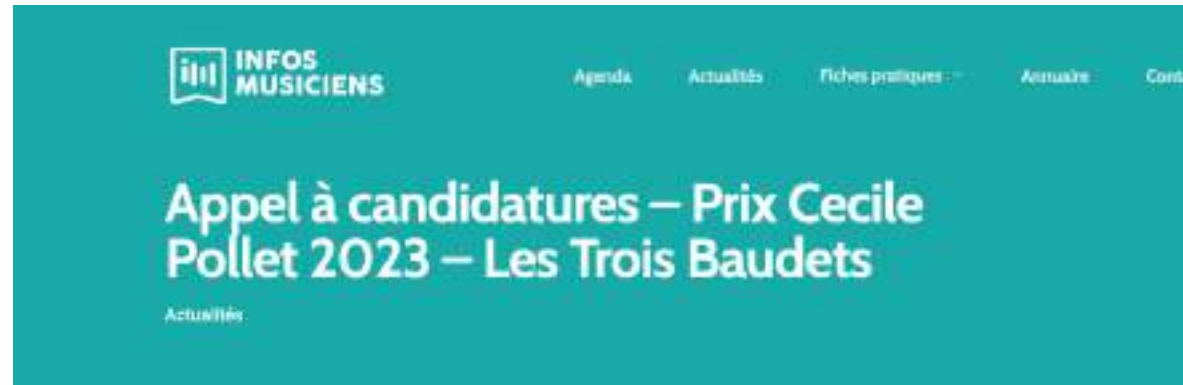 INFOS
MUSICIENS
Agenda Actualités Fiches pratiques Annuaire
Appel à candidatures – Prix Cecile
Pollet 2023 – Les Trois Baudets
Actualités